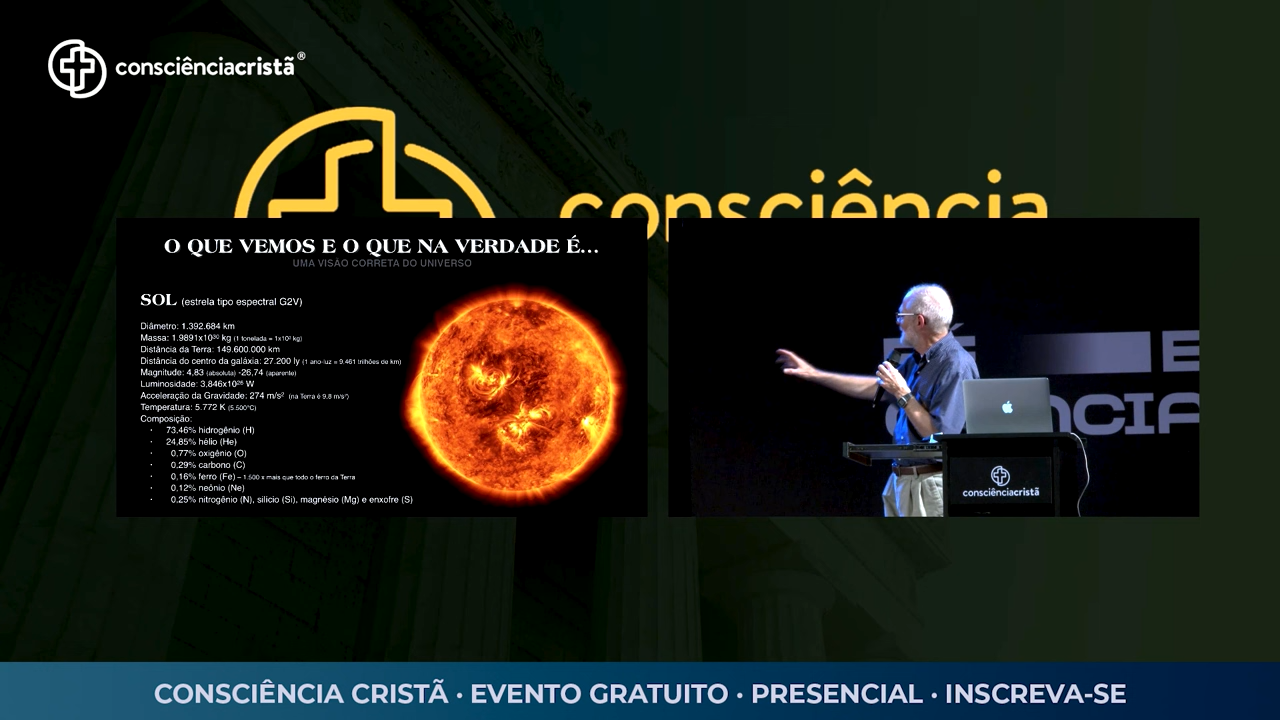 consciênciacristã®
consciência
O QUE VEMOS E O QUE NA VERDADE É...
UMA VISÃO CORRETA DO UNIVERSO
SOL (estrela tipo espectral G2V)
Diâmetro: 1.392.684 km
Massa: 1.9891x10³⁰ kg (1 tonelada = 1x10³ kg)
Distância da Terra: 149.600.000 km
Distância do centro da galáxia: 27.200 ly (1 ano-luz = 9.461 trilhões de km)
Magnitude: 4,83 (absoluta) -26,74 (aparente)
Luminosidade: 3,846x10²⁶ W
Acceleração da Gravidade: 274 m/s² (na Terra é 9,8 m/s²)
Temperatura: 5.772 K (5.500°C)
Composição:
· 73,46% hidrogênio (H)
· 24,85% hélio (He)
· 0,77% oxigênio (O)
· 0,29% carbono (C)
· 0,16% ferro (Fe) – 1.500 x mais que todo o ferro da Terra
· 0,12% neônio (Ne)
· 0,25% nitrogênio (N), silício (Si), magnésio (Mg) e enxofre (S)
E
NCIA
consciênciacristã
CONSCIÊNCIA CRISTÃ · EVENTO GRATUITO · PRESENCIAL · INSCREVA-SE